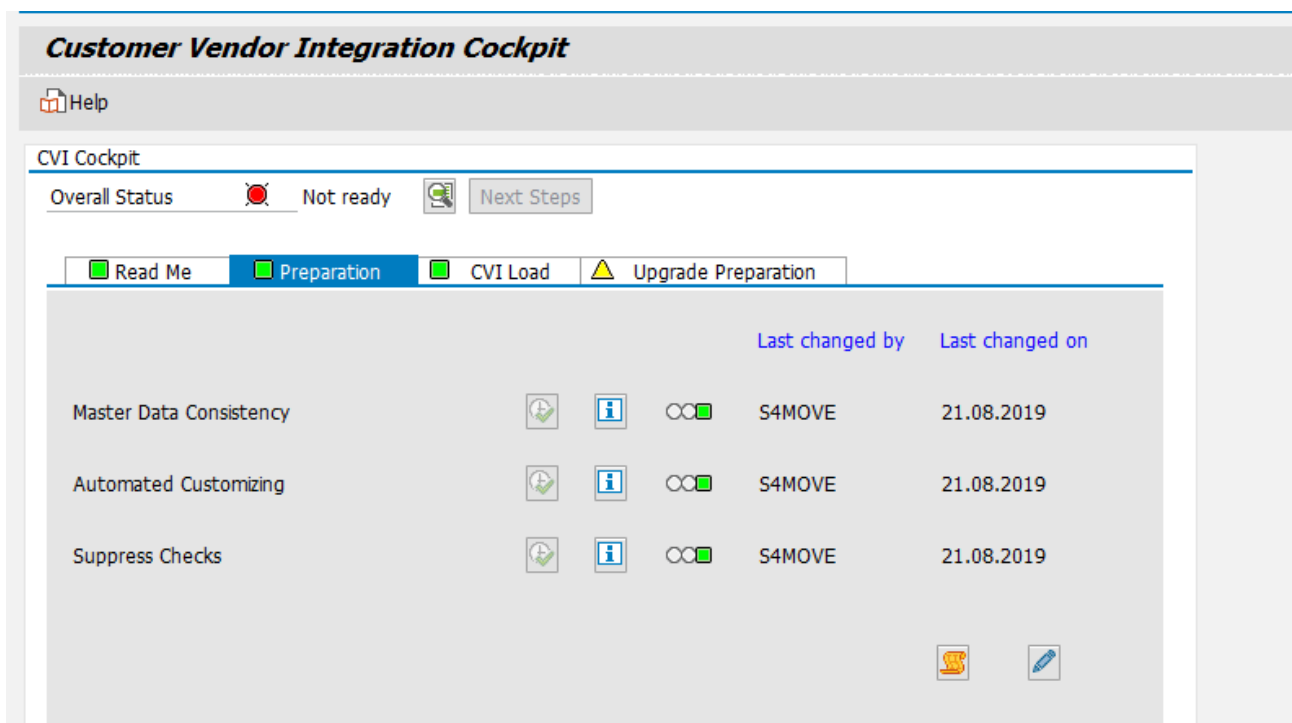 Customer Vendor Integration Cockpit
Help
CVI Cockpit
Overall Status Not ready Next Steps
Read Me Preparation CVI Load Upgrade Preparation
Last changed by Last changed on
Master Data Consistency S4MOVE 21.08.2019
Automated Customizing S4MOVE 21.08.2019
Suppress Checks S4MOVE 21.08.2019